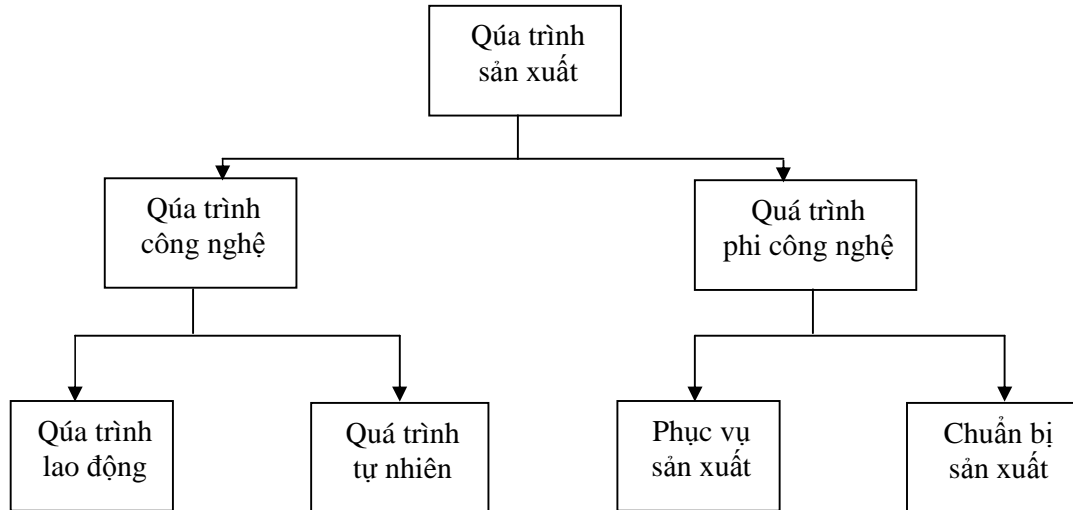 Qúa trình
sản xuất
Qúa trình
công nghệ
Quá trình
phi công nghệ
Qúa trình
lao động
Quá trình
tự nhiên
Phục vụ
sản xuất
Chuẩn bị
sản xuất